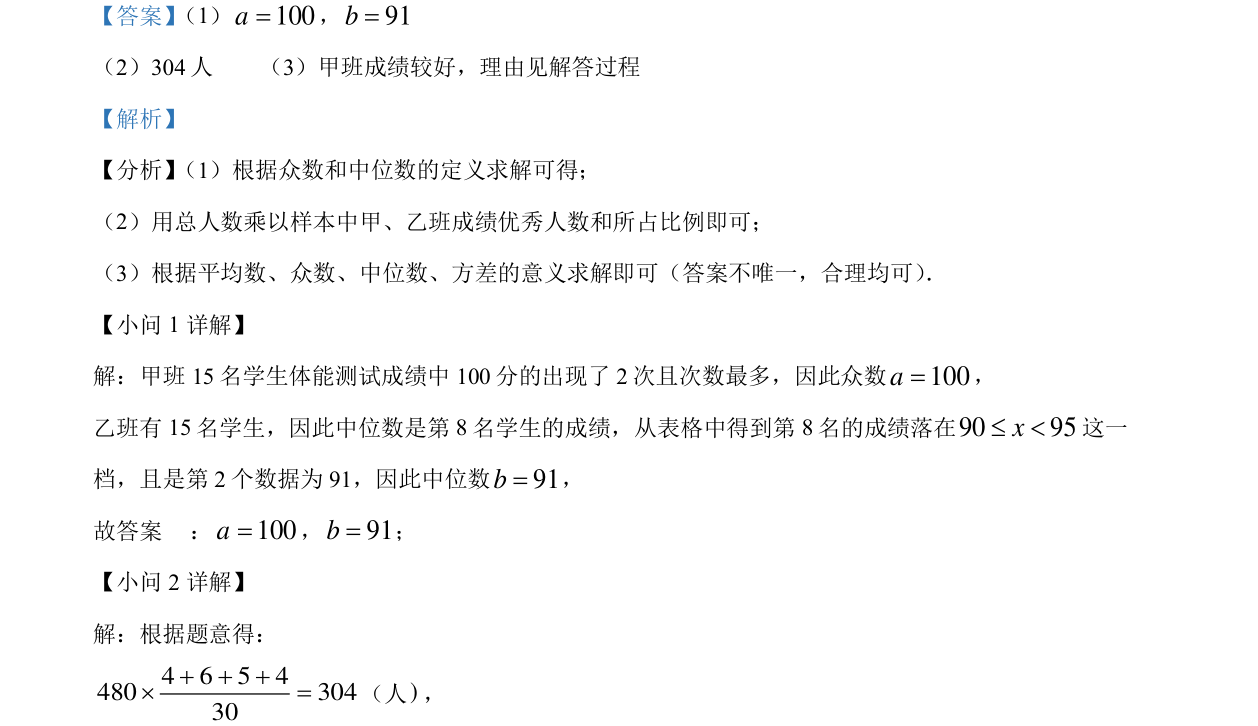 【答案】（1）a＝100，b＝91
（2）304 人 （3）甲班成绩较好，理由见解答过程
【解析】
【分析】（1）根据众数和中位数的定义求解可得；
（2）用总人数乘以样本中甲、乙班成绩优秀人数和所占比例即可；
（3）根据平均数、众数、中位数、方差的意义求解即可（答案不唯一，合理均可）．
【小问 1 详解】
解：甲班 15 名学生体能测试成绩中 100 分的出现了 2 次且次数最多，因此众数 a＝100，
乙班有 15 名学生，因此中位数是第 8 名学生的成绩，从表格中得到第 8 名的成绩落在 90 ≤ x < 95 这一
档，且是第 2 个数据为 91，因此中位数 b＝91，
故答案 ：a＝100，b＝91；
【小问 2 详解】
解：根据题意得：
480 × (4+6+5+4)/30 = 304（人），